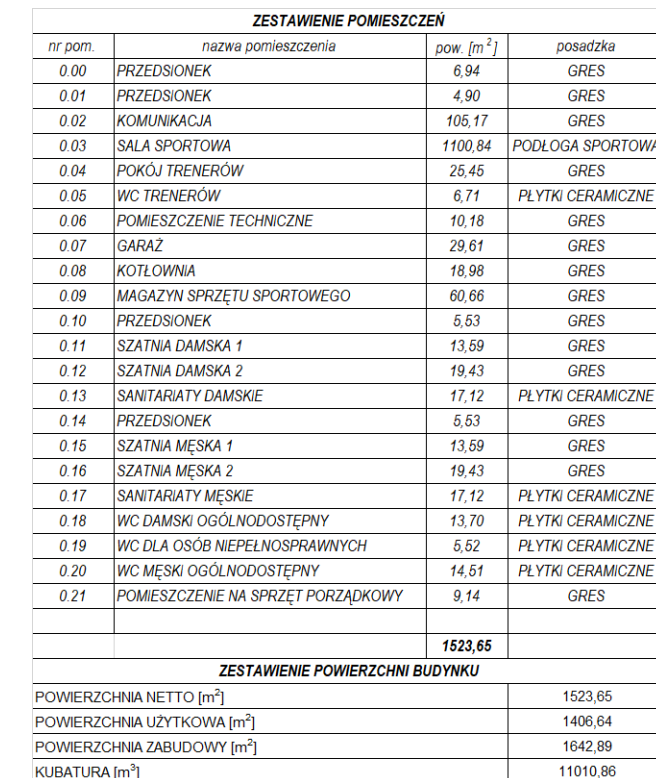 ZESTAWIENIE POMIESZCZEŃ
nr pom. nazwa pomieszczenia pow. [m²] posadzka
0.00 PRZEDSIONEK 6,94 GRES
0.01 PRZEDSIONEK 4,90 GRES
0.02 KOMUNIKACJA 105,17 GRES
0.03 SALA SPORTOWA 1100,84 PODŁOGA SPORTOWA
0.04 POKÓJ TRENERÓW 25,45 GRES
0.05 WC TRENERÓW 6,71 PŁYTKI CERAMICZNE
0.06 POMIESZCZENIE TECHNICZNE 10,18 GRES
0.07 GARAŻ 29,61 GRES
0.08 KOTŁOWNIA 18,98 GRES
0.09 MAGAZYN SPRZĘTU SPORTOWEGO 60,66 GRES
0.10 PRZEDSIONEK 5,53 GRES
0.11 SZATNIA DAMSKA 1 13,59 GRES
0.12 SZATNIA DAMSKA 2 19,43 GRES
0.13 SANITARIATY DAMSKIE 17,12 PŁYTKI CERAMICZNE
0.14 PRZEDSIONEK 5,53 GRES
0.15 SZATNIA MĘSKA 1 13,59 GRES
0.16 SZATNIA MĘSKA 2 19,43 GRES
0.17 SANITARIATY MĘSKIE 17,12 PŁYTKI CERAMICZNE
0.18 WC DAMSKI OGÓLNODOSTĘPNY 13,70 PŁYTKI CERAMICZNE
0.19 WC DLA OSÓB NIEPEŁNOSPRAWNYCH 5,52 PŁYTKI CERAMICZNE
0.20 WC MĘSKI OGÓLNODOSTĘPNY 14,51 PŁYTKI CERAMICZNE
0.21 POMIESZCZENIE NA SPRZĘT PORZĄDKOWY 9,14 GRES
1523,65
ZESTAWIENIE POWIERZCHNI BUDYNKU
POWIERZCHNIA NETTO [m²] 1523,65
POWIERZCHNIA UŻYTKOWA [m²] 1406,64
POWIERZCHNIA ZABUDOWY [m²] 1642,89
KUBATURA [m³] 11010,86